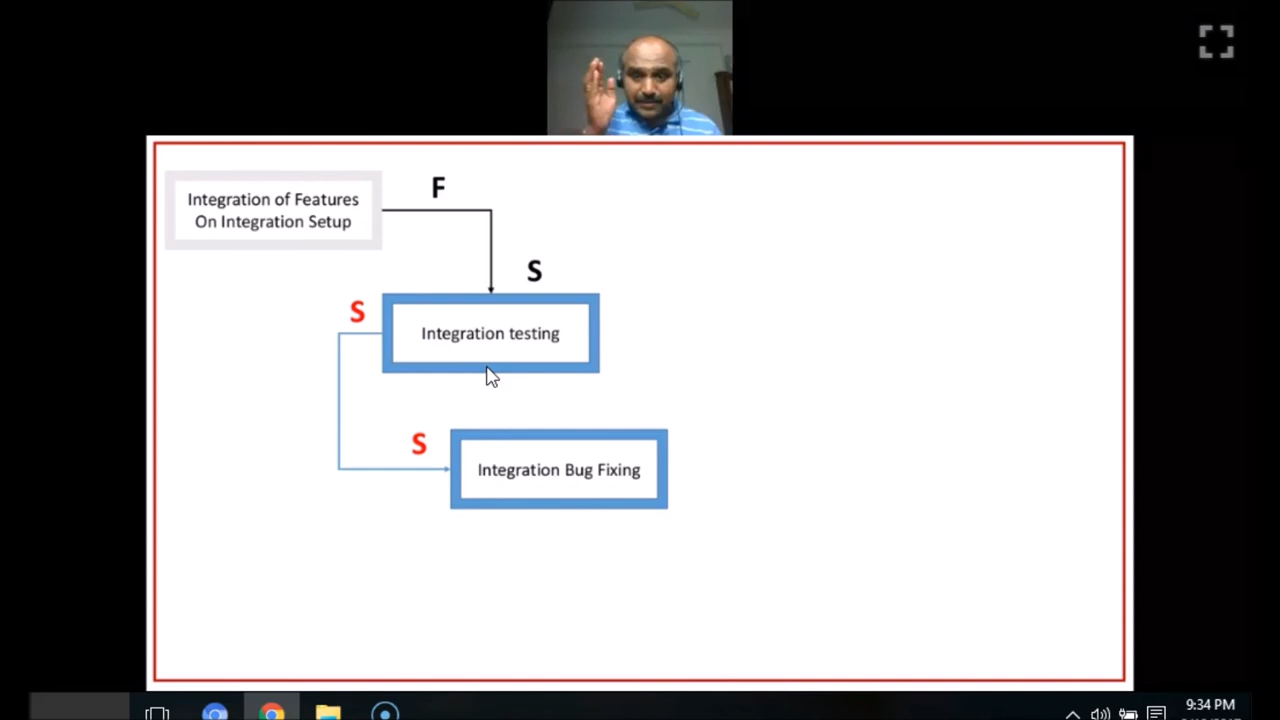 Integration of Features
On Integration Setup
F
S
S
Integration testing
S
Integration Bug Fixing
9:34 PM